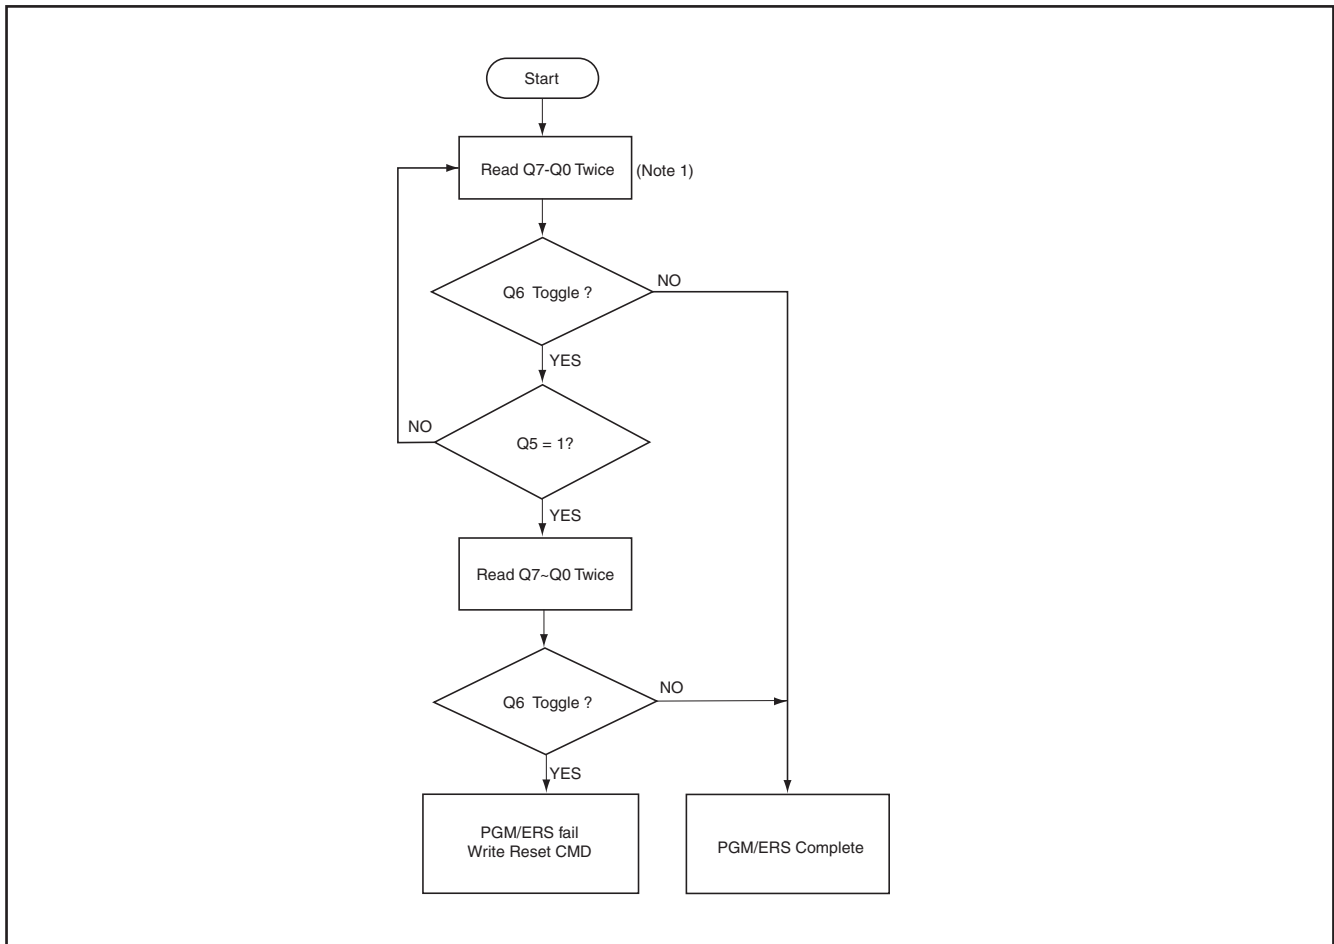 Start
Read Q7-Q0 Twice
(Note 1)
Q6 Toggle ?
NO
YES
NO
Q5 = 1?
YES
Read Q7~Q0 Twice
Q6 Toggle ?
NO
YES
PGM/ERS fail
Write Reset CMD
PGM/ERS Complete